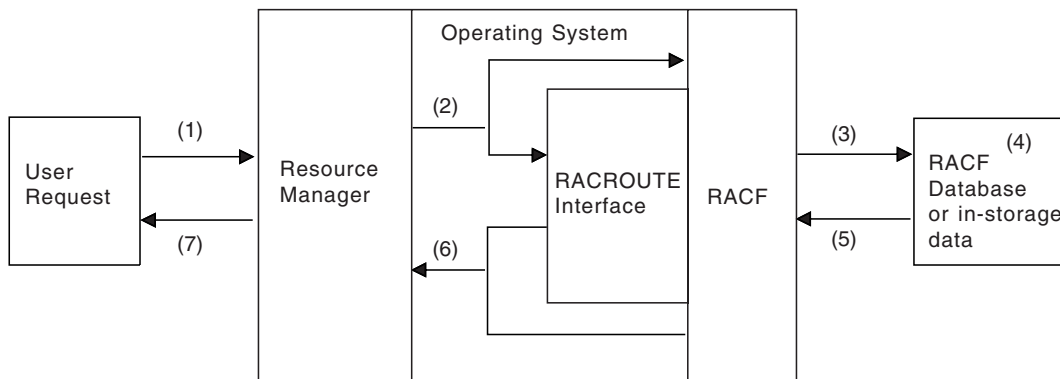 Operating System
(1)
(2)
(3)
(4)
User
Request
Resource
Manager
RACROUTE
Interface
RACF
RACF
Database
or in-storage
data
(7)
(6)
(5)